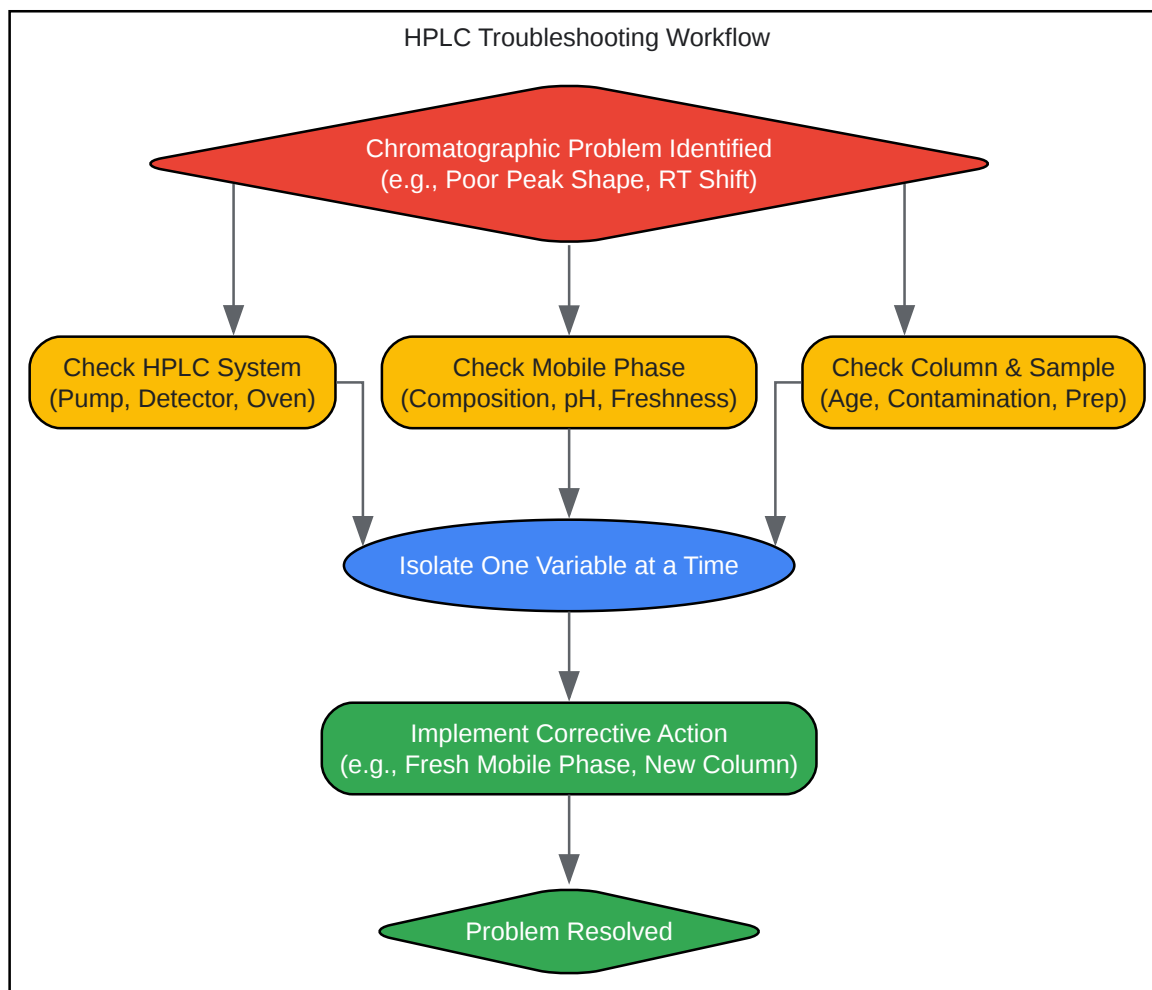 HPLC Troubleshooting Workflow
Chromatographic Problem Identified
(e.g., Poor Peak Shape, RT Shift)
Check HPLC System
(Pump, Detector, Oven)
Check Mobile Phase
(Composition, pH, Freshness)
Check Column & Sample
(Age, Contamination, Prep)
Isolate One Variable at a Time
Implement Corrective Action
(e.g., Fresh Mobile Phase, New Column)
Problem Resolved